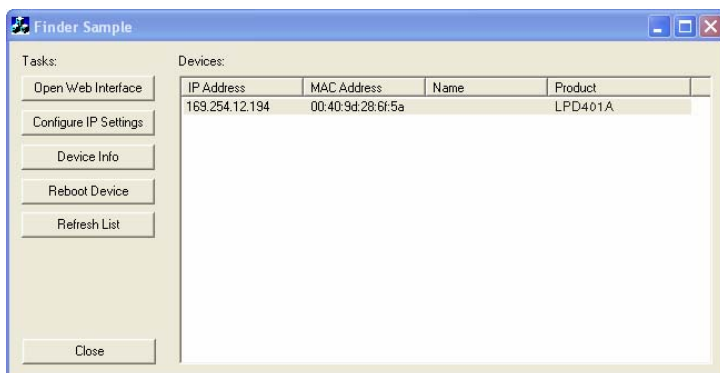 Finder Sample
Tasks:
Devices:
Open Web Interface
Configure IP Settings
Device Info
Reboot Device
Refresh List
Close
IP Address MAC Address Name Product
169.254.12.194 00:40:9d:28:6f:5a LPD401A